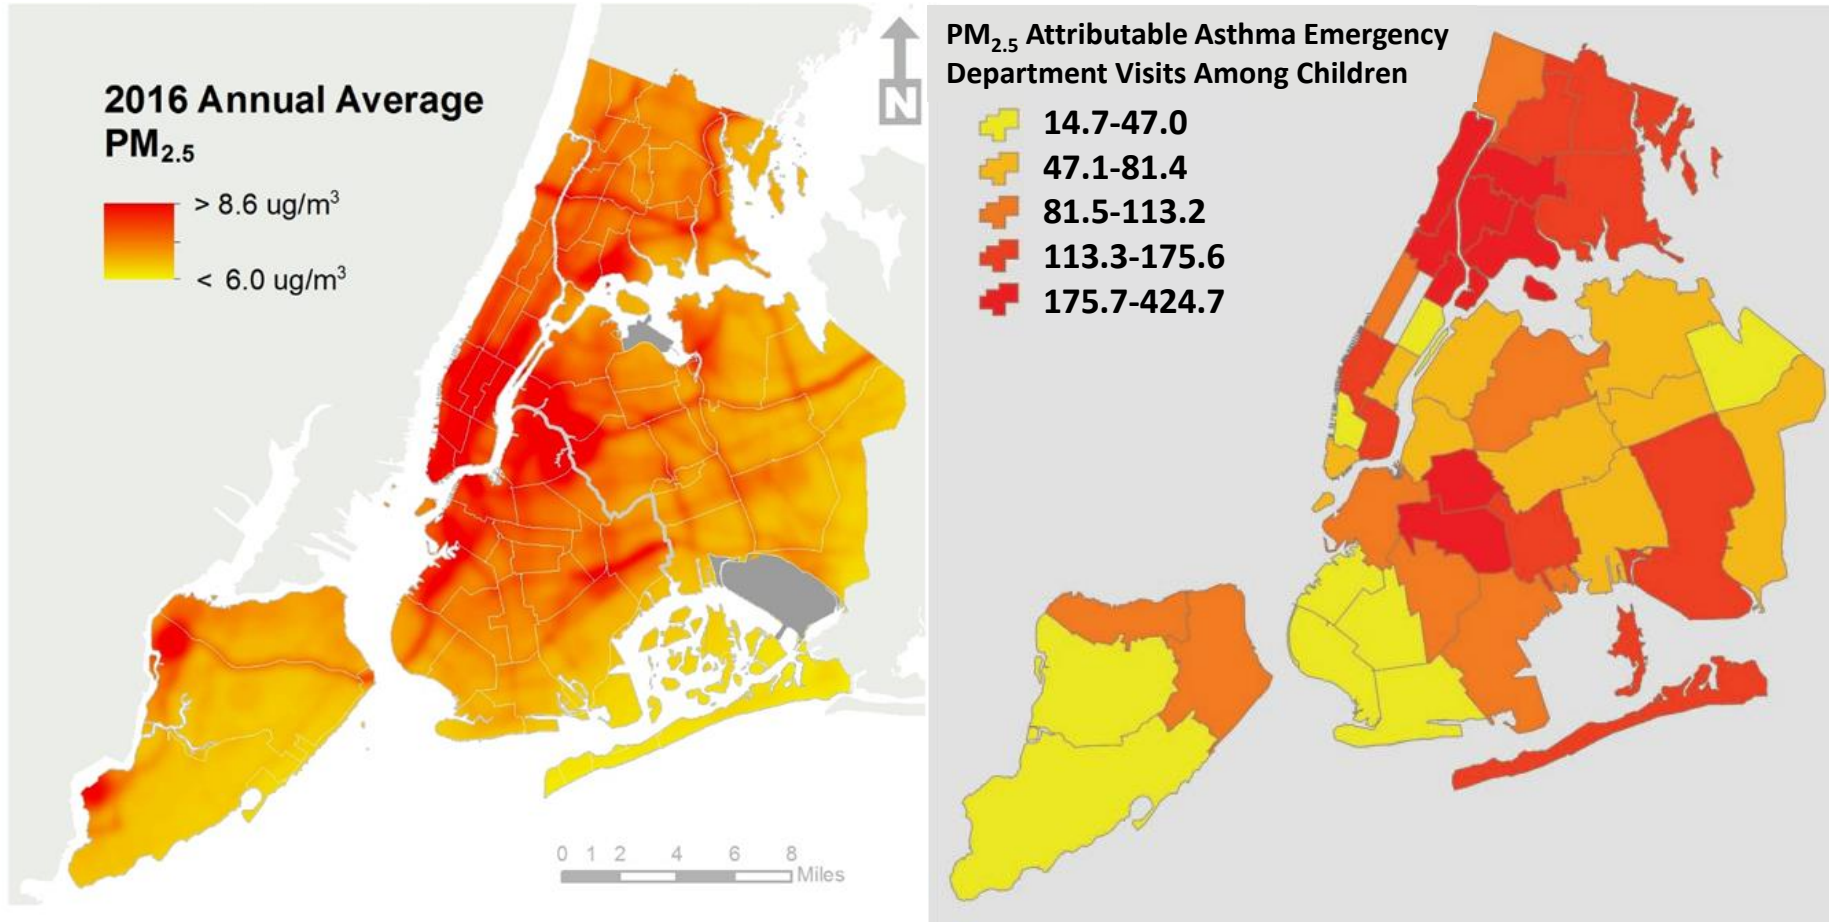 2016 Annual Average
PM2.5
> 8.6 ug/m³
< 6.0 ug/m³
N
0 1 2 4 6 8
Miles
PM2.5 Attributable Asthma Emergency
Department Visits Among Children
14.7-47.0
47.1-81.4
81.5-113.2
113.3-175.6
175.7-424.7